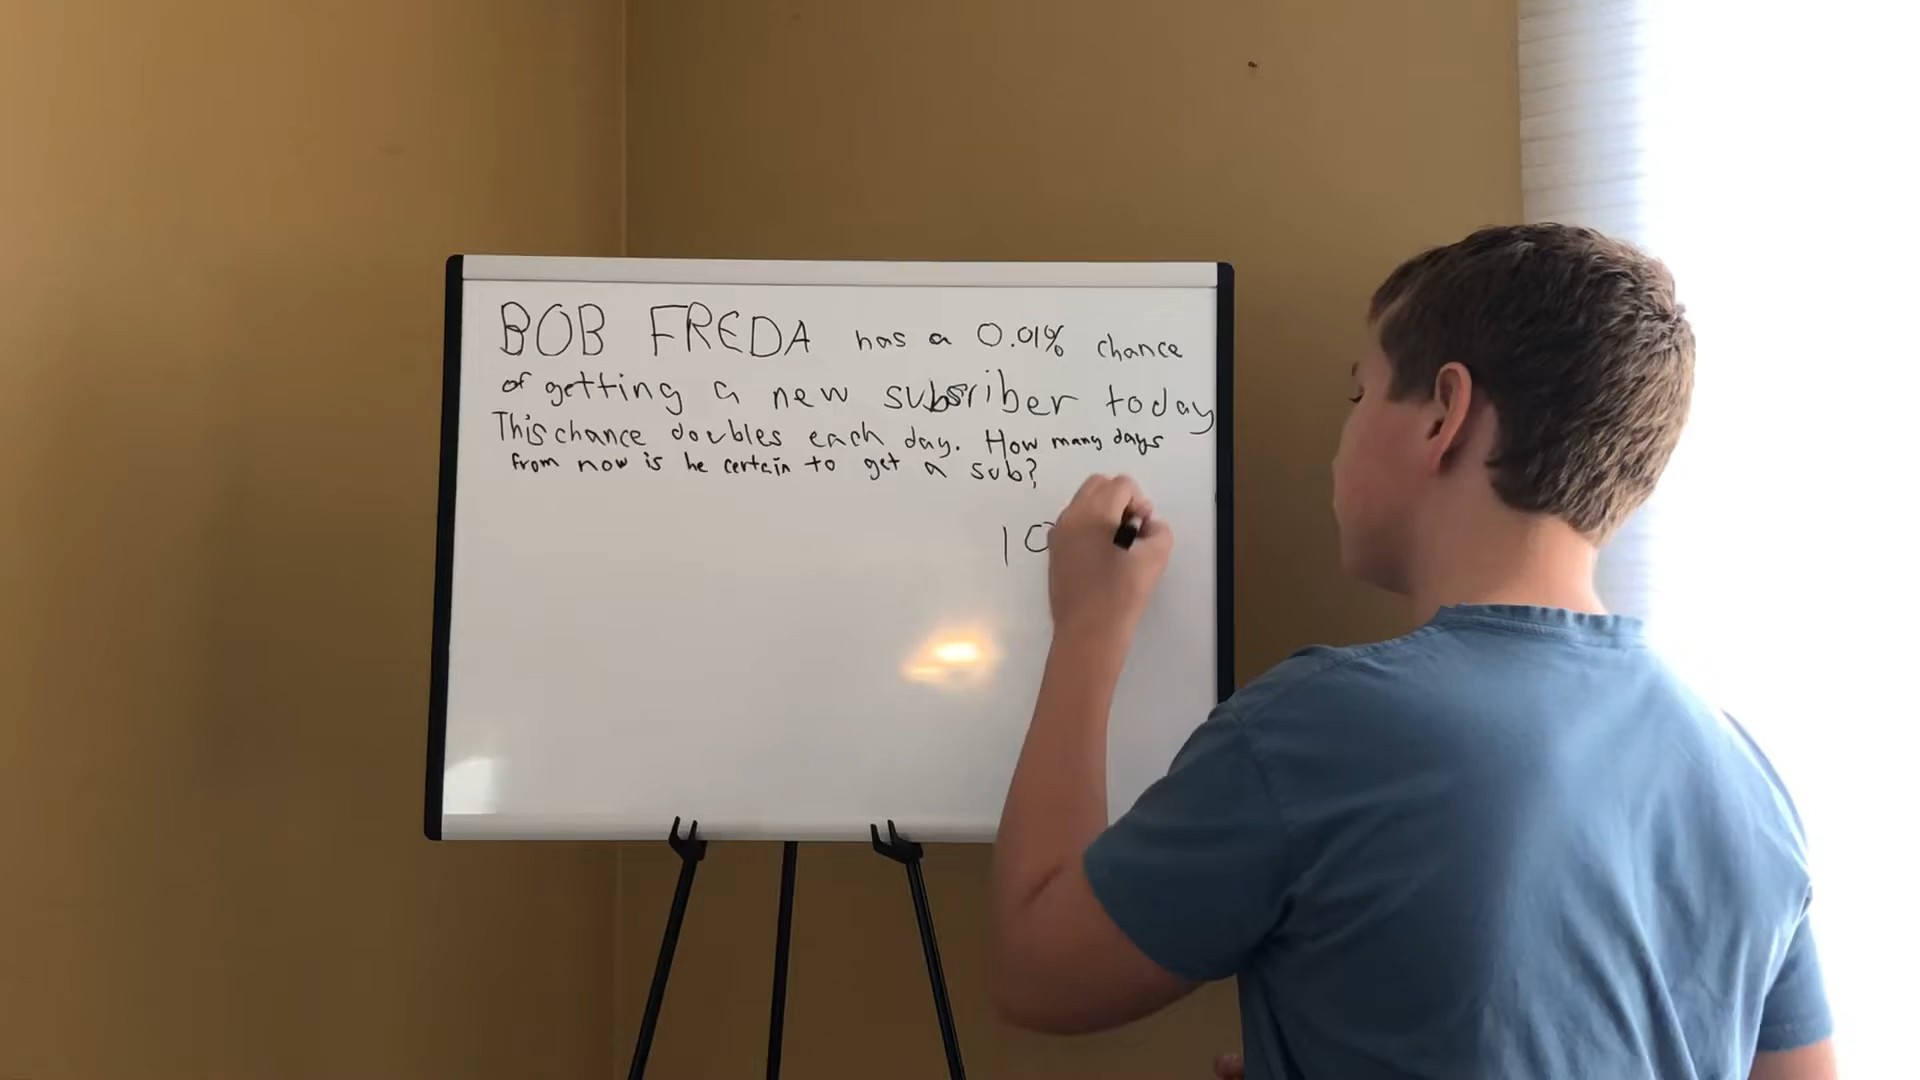 BOB FREDA has a 0.01% chance
of getting a new subsriber today
This chance doubles each day. How many days
from now is he certain to get a sub?
10